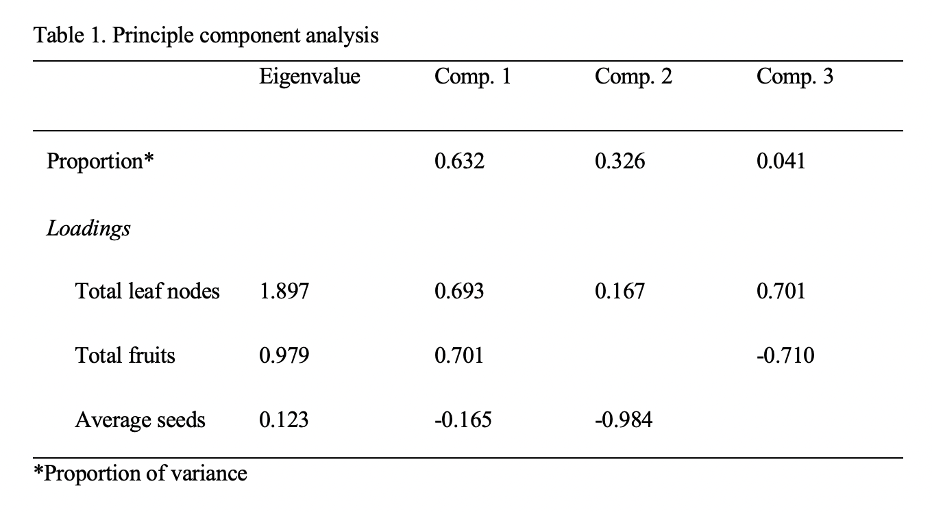 Table 1. Principle component analysis
Eigenvalue Comp. 1 Comp. 2 Comp. 3
Proportion* 0.632 0.326 0.041
Loadings
Total leaf nodes 1.897 0.693 0.167 0.701
Total fruits 0.979 0.701 -0.710
Average seeds 0.123 -0.165 -0.984
*Proportion of variance